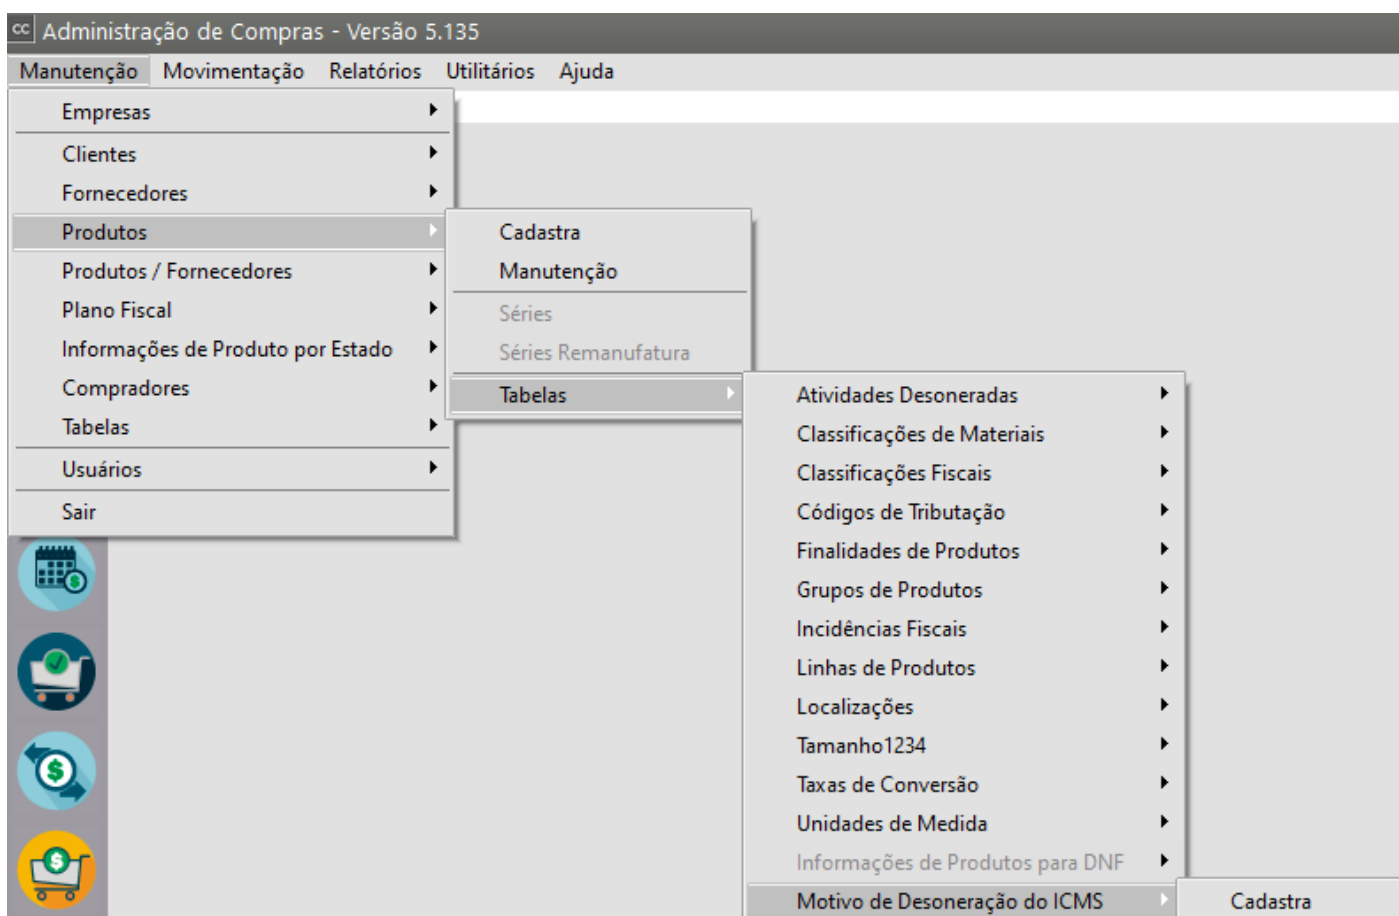 cc Administração de Compras - Versão 5.135
Manutenção Movimentação Relatórios Utilitários Ajuda
Empresas
Clientes
Fornecedores
Produtos
Produtos / Fornecedores
Plano Fiscal
Informações de Produto por Estado
Compradores
Tabelas
Usuários
Sair
Cadastra
Manutenção
Séries
Séries Remanufatura
Tabelas
Atividades Desoneradas
Classificações de Materiais
Classificações Fiscais
Códigos de Tributação
Finalidades de Produtos
Grupos de Produtos
Incidências Fiscais
Linhas de Produtos
Localizações
Tamanho1234
Taxas de Conversão
Unidades de Medida
Informações de Produtos para DNF
Motivo de Desoneração do ICMS
Cadastra